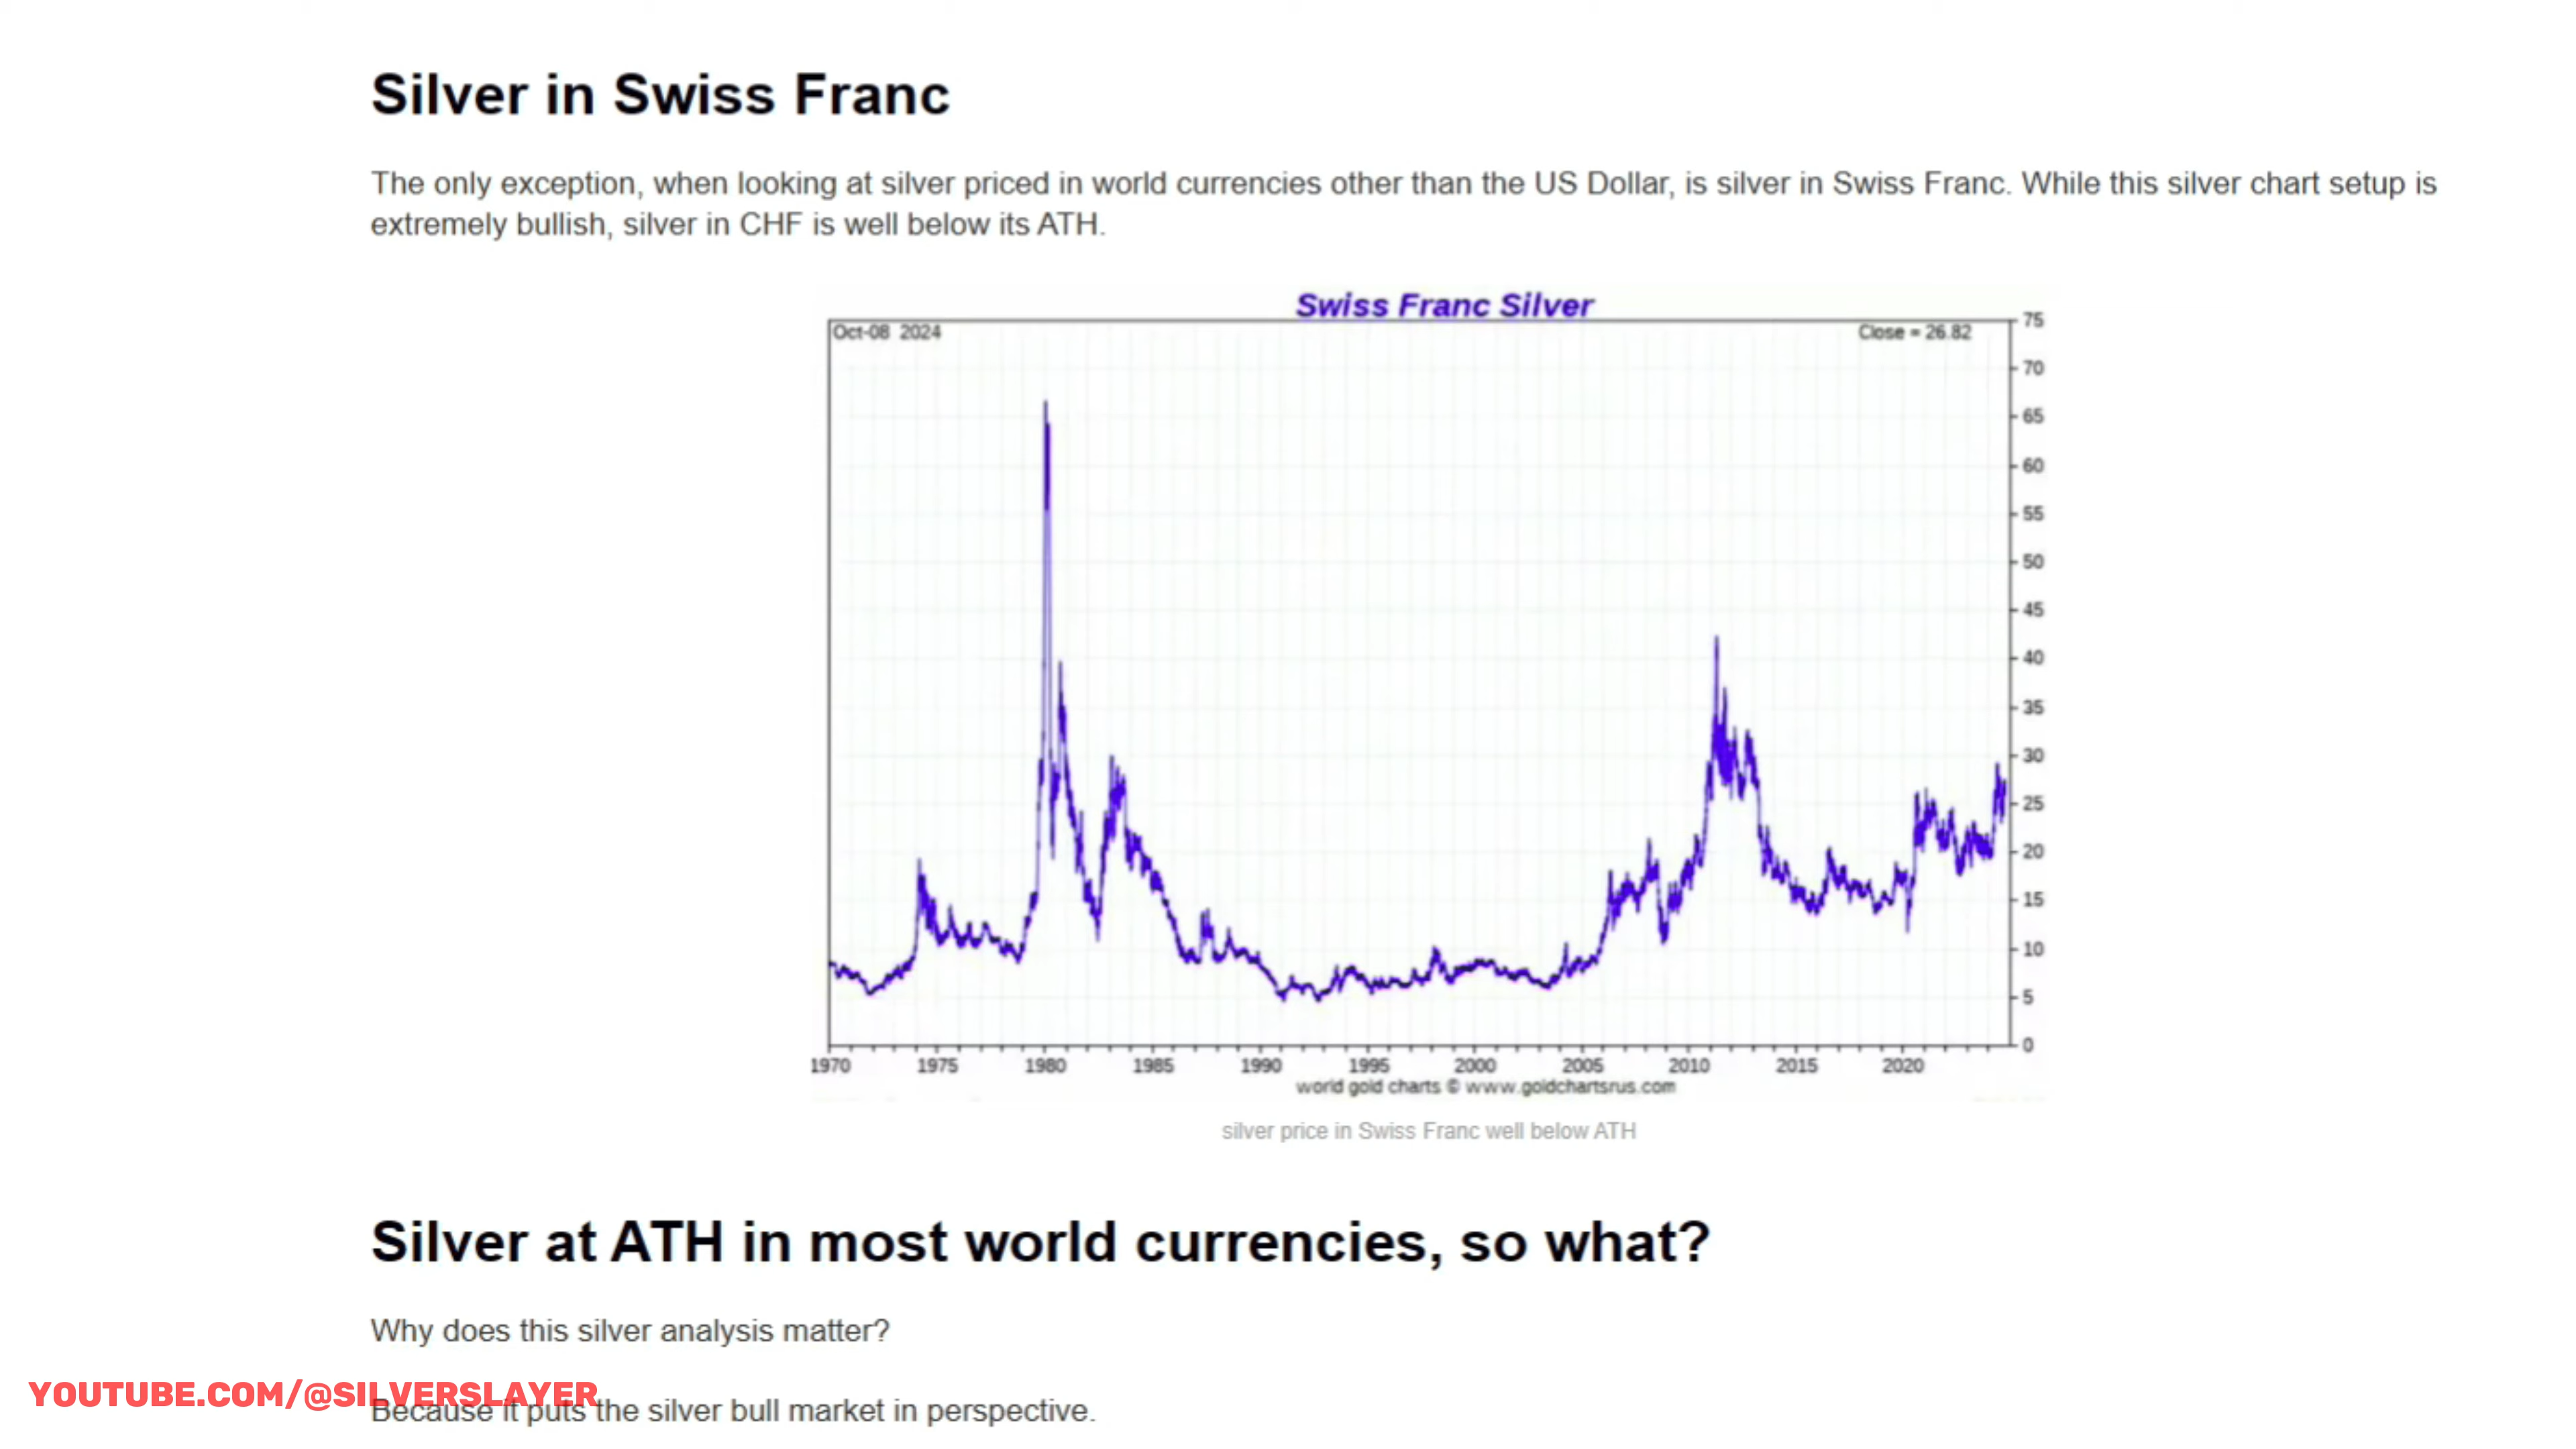 Silver in Swiss Franc
The only exception, when looking at silver priced in world currencies other than the US Dollar, is silver in Swiss Franc. While this silver chart setup is
extremely bullish, silver in CHF is well below its ATH.
Swiss Franc Silver
Oct-08 2024
Close = 26.82
75
70
65
60
55
50
45
40
35
30
25
20
15
10
5
0
1970 1975 1980 1985 1990 1995 2000 2005 2010 2015 2020
world gold charts © www.goldchartsrus.com
silver price in Swiss Franc well below ATH
Silver at ATH in most world currencies, so what?
Why does this silver analysis matter?
YOUTUBE.COM/@SILVERSLAYER
Because it puts the silver bull market in perspective.